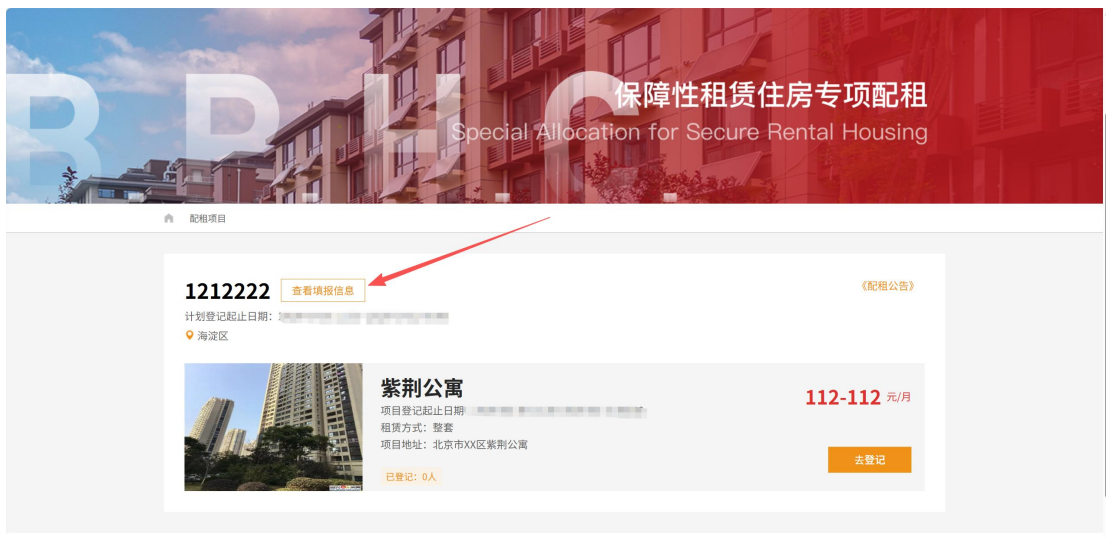 B.P.H.C.
保障性租赁住房专项配租
Special Allocation for Secure Rental Housing
配租项目
1212222 查看填报信息 《配租公告》
计划登记起止日期：
海淀区
紫荆公寓
项目登记起止日期
112-112 元/月
租赁方式：整套
项目地址：北京市XX区紫荆公寓
去登记
已登记：0人